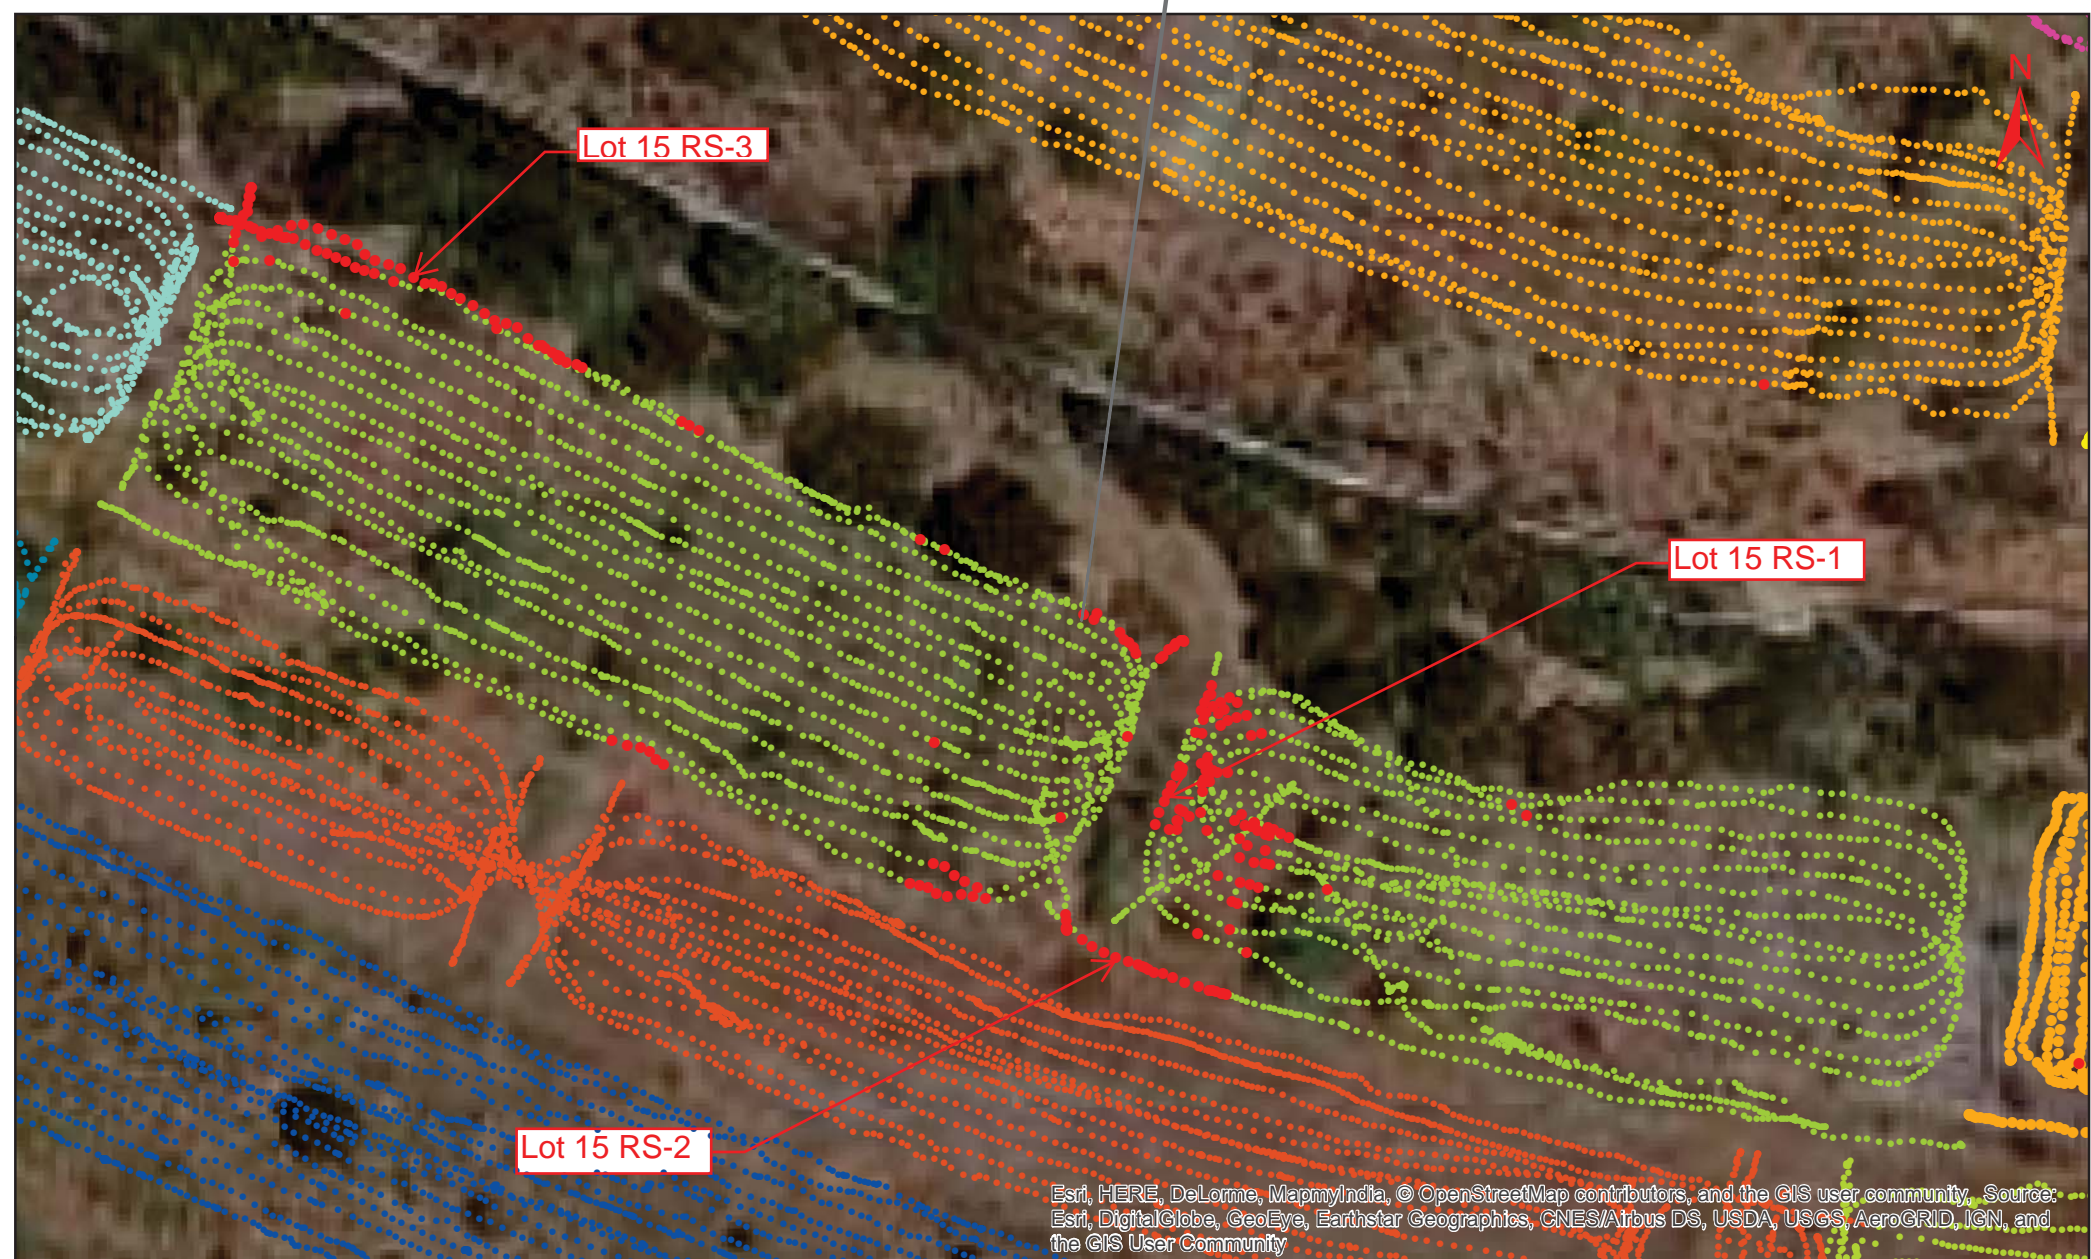 N
Lot 15 RS-3
Lot 15 RS-1
Lot 15 RS-2
Esri, HERE, DeLorme, MapmyIndia, © OpenStreetMap contributors, and the GIS user community, Source:
Esri, DigitalGlobe, GeoEye, Earthstar Geographics, CNES/Airbus DS, USDA, USGS, AeroGRID, IGN, and
the GIS User Community